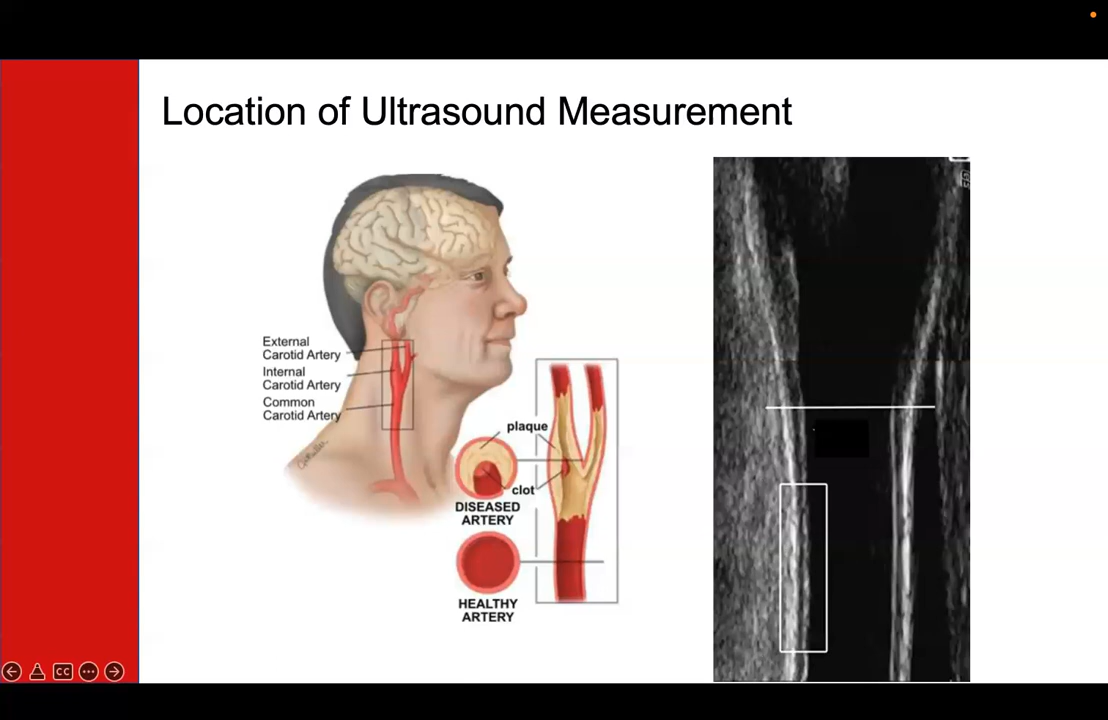 Location of Ultrasound Measurement
External
Carotid Artery
Internal
Carotid Artery
Common
Carotid Artery
plaque
clot
DISEASED
ARTERY
HEALTHY
ARTERY
CC